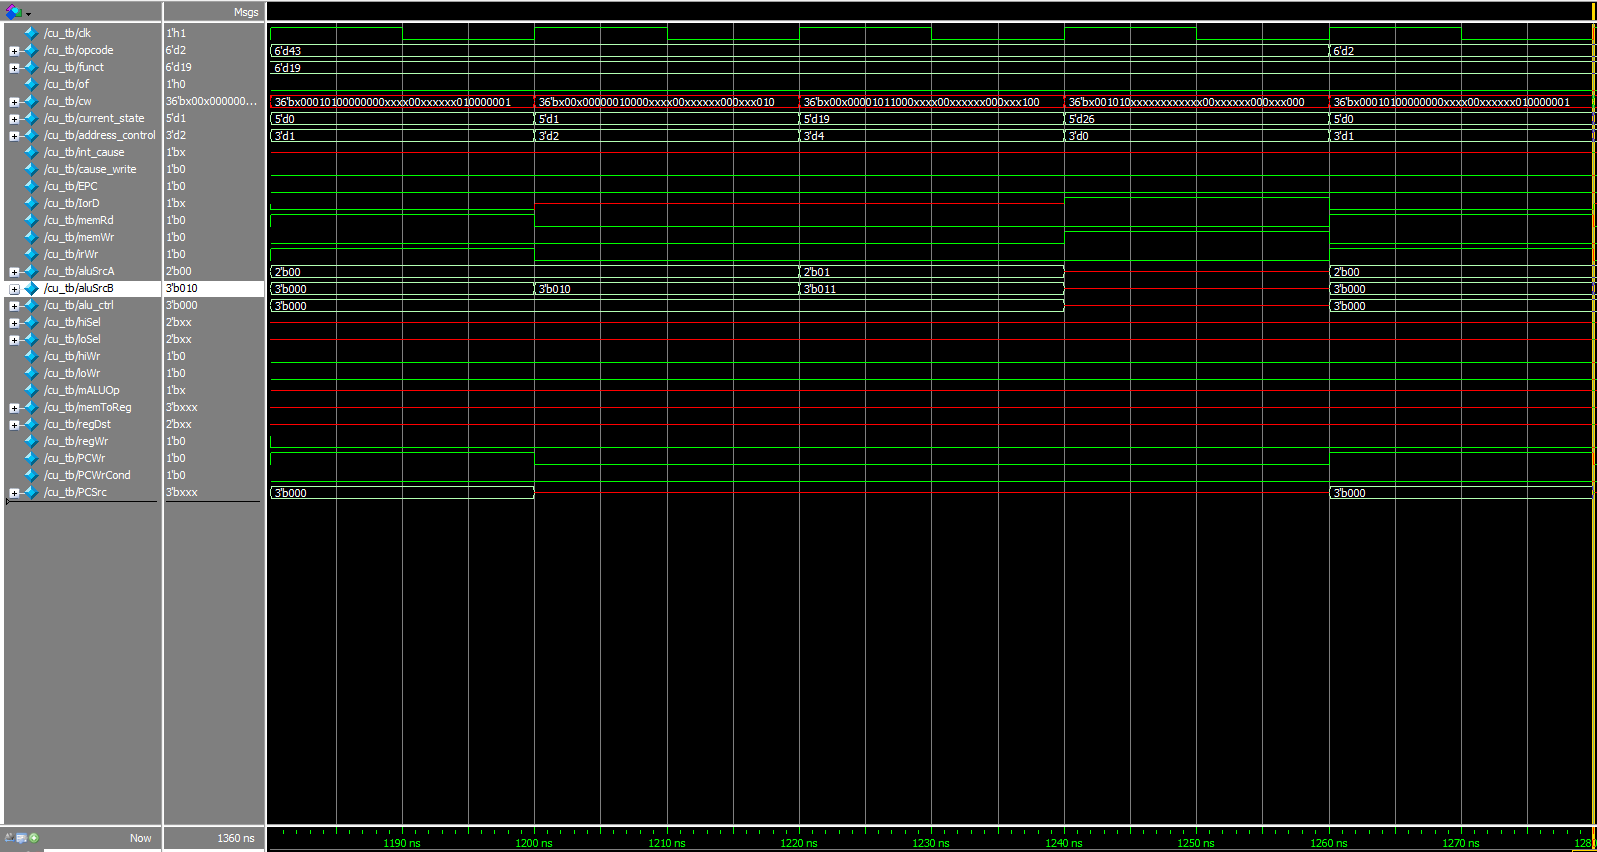 Msgs
/cu_tb/clk 1'h1
/cu_tb/opcode 6'd2 6'd43 6'd2
/cu_tb/funct 6'd19 6'd19
/cu_tb/of 1'h0
/cu_tb/cw 36'bx00x000000... 36'bx00010100000000xxxx00xxxxxx010000001 36'bx00x00000010000xxxx00xxxxxx000xxx010 36'bx00x00001011000xxxx00xxxxxx000xxx100 36'bx001010xxxxxxxxxxxx00xxxxxx000xxx000 36'bx00010100000000xxxx00xxxxxx010000001
/cu_tb/current_state 5'd1 5'd0 5'd1 5'd19 5'd26 5'd0
/cu_tb/address_control 3'd2 3'd1 3'd2 3'd4 3'd0 3'd1
/cu_tb/int_cause 1'bx
/cu_tb/cause_write 1'b0
/cu_tb/EPC 1'b0
/cu_tb/IorD 1'bx
/cu_tb/memRd 1'b0
/cu_tb/memWr 1'b0
/cu_tb/irWr 1'b0
/cu_tb/aluSrcA 2'b00 2'b00 2'b01 2'b00
/cu_tb/aluSrcB 3'b010 3'b000 3'b010 3'b011 3'b000
/cu_tb/alu_ctrl 3'b000 3'b000 3'b000
/cu_tb/hiSel 2'bxx
/cu_tb/loSel 2'bxx
/cu_tb/hiWr 1'b0
/cu_tb/loWr 1'b0
/cu_tb/mALUOp 1'bx
/cu_tb/memToReg 3'bxxx
/cu_tb/regDst 2'bxx
/cu_tb/regWr 1'b0
/cu_tb/PCWr 1'b0
/cu_tb/PCWrCond 1'b0
/cu_tb/PCSrc 3'bxxx 3'b000 3'b000
Now 1360 ns 1190 ns 1200 ns 1210 ns 1220 ns 1230 ns 1240 ns 1250 ns 1260 ns 1270 ns